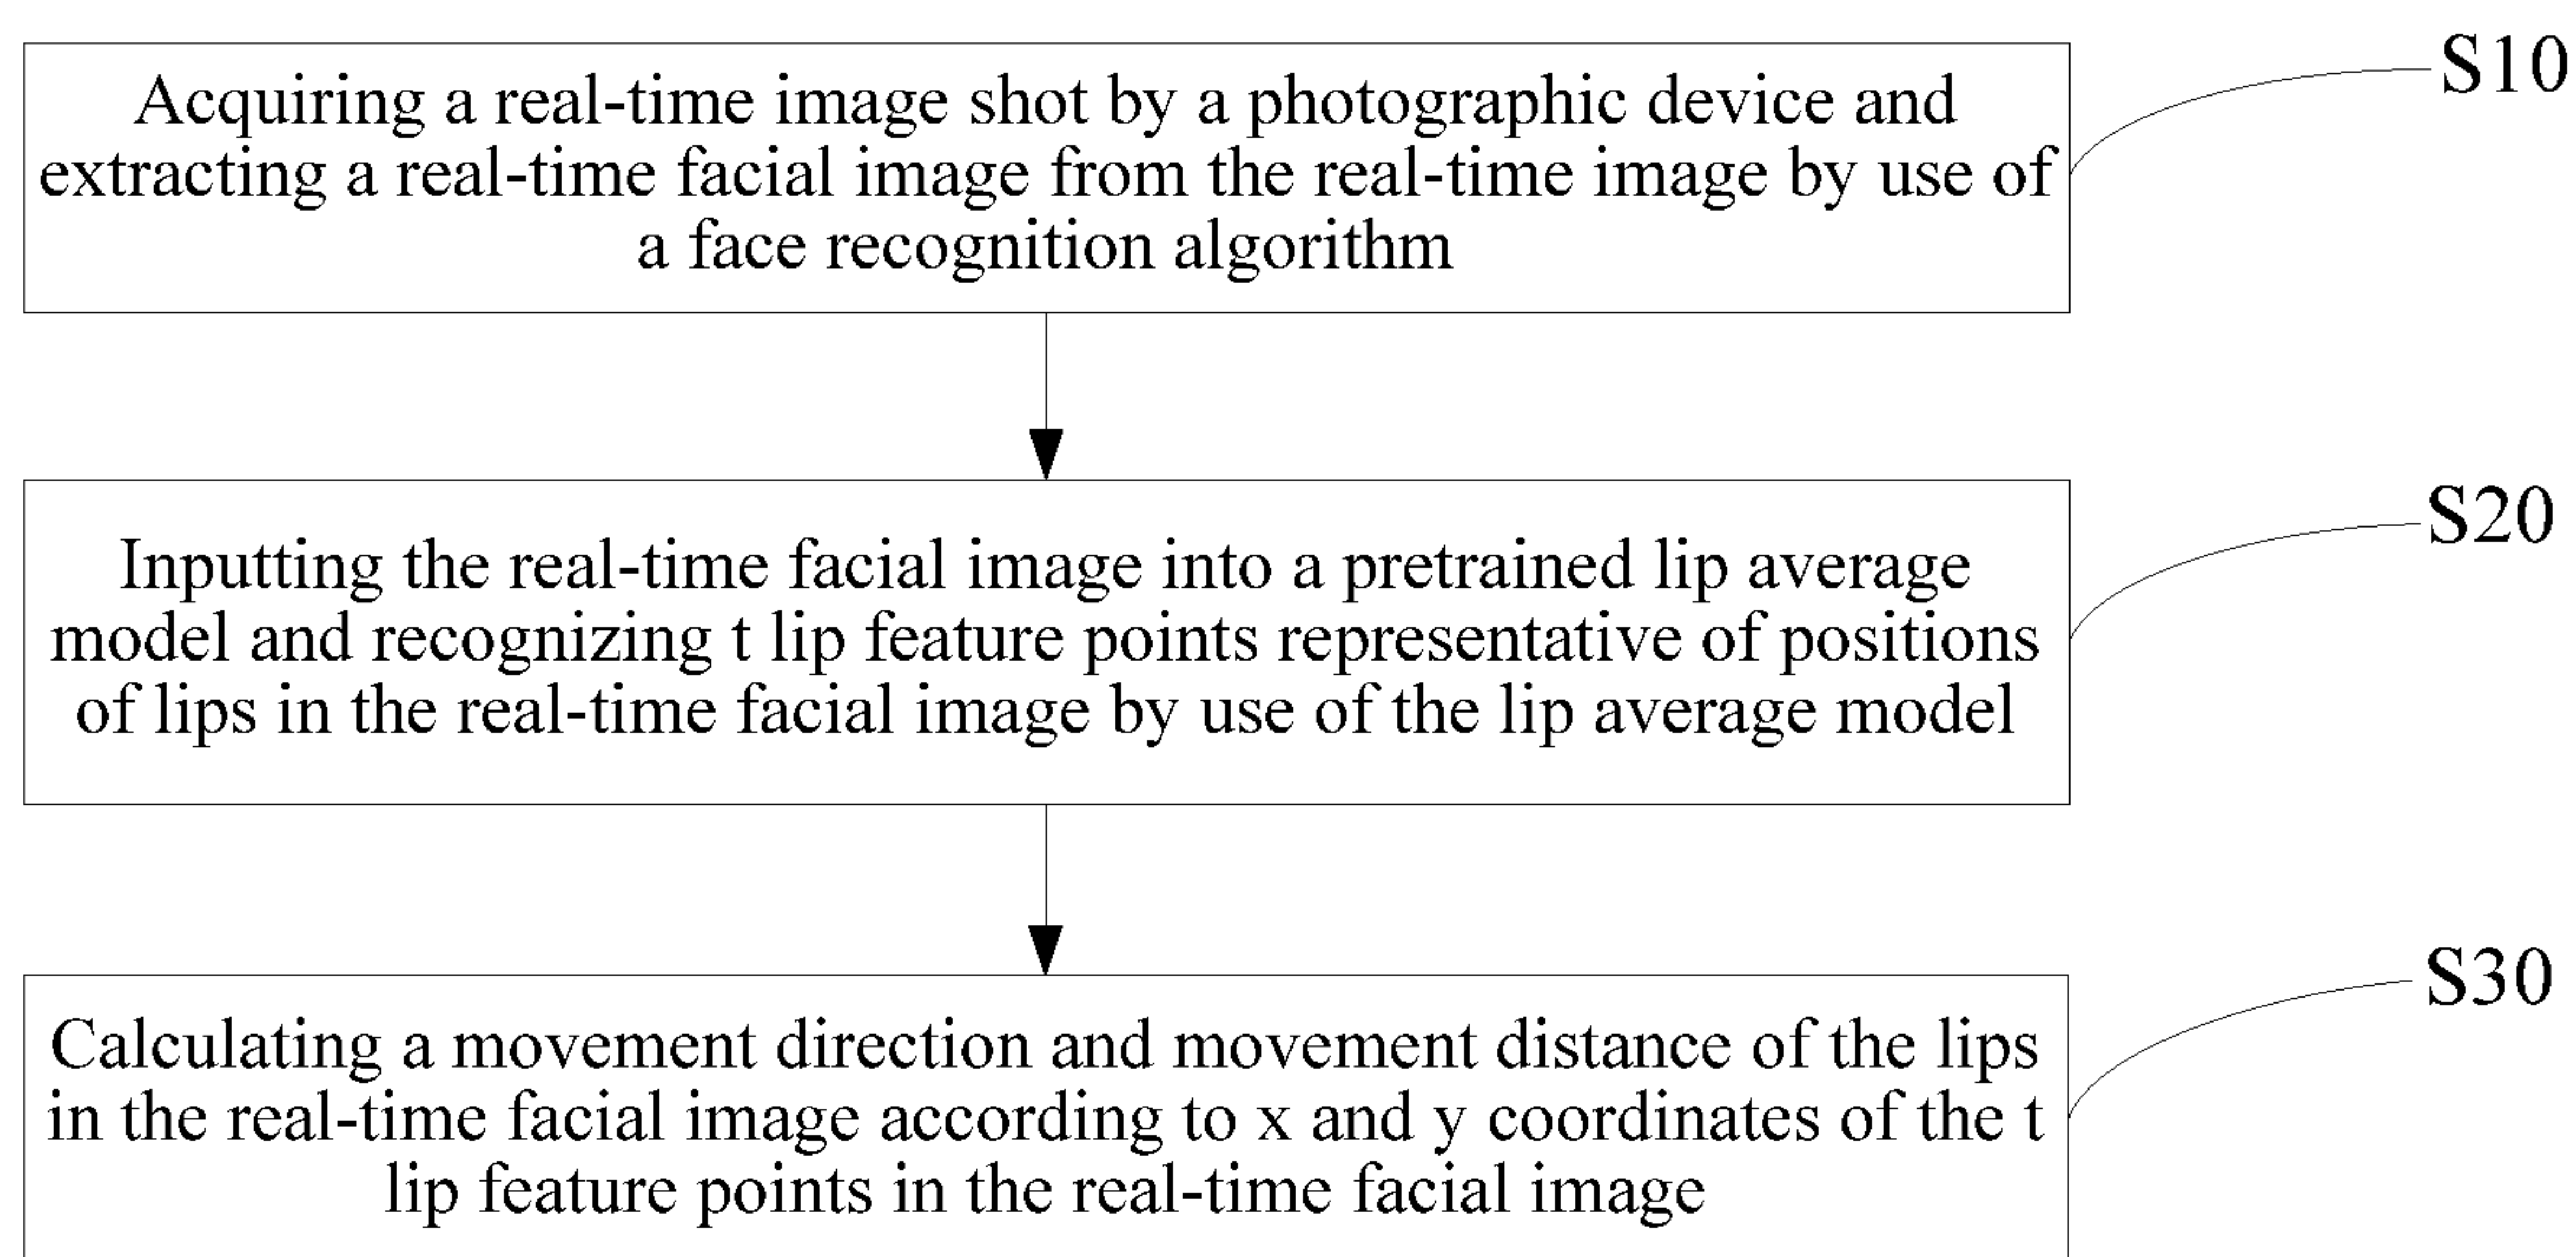 Acquiring a real-time image shot by a photographic device and
extracting a real-time facial image from the real-time image by use of
a face recognition algorithm
S10
Inputting the real-time facial image into a pretrained lip average
model and recognizing t lip feature points representative of positions
of lips in the real-time facial image by use of the lip average model
S20
Calculating a movement direction and movement distance of the lips
in the real-time facial image according to x and y coordinates of the t
lip feature points in the real-time facial image
S30